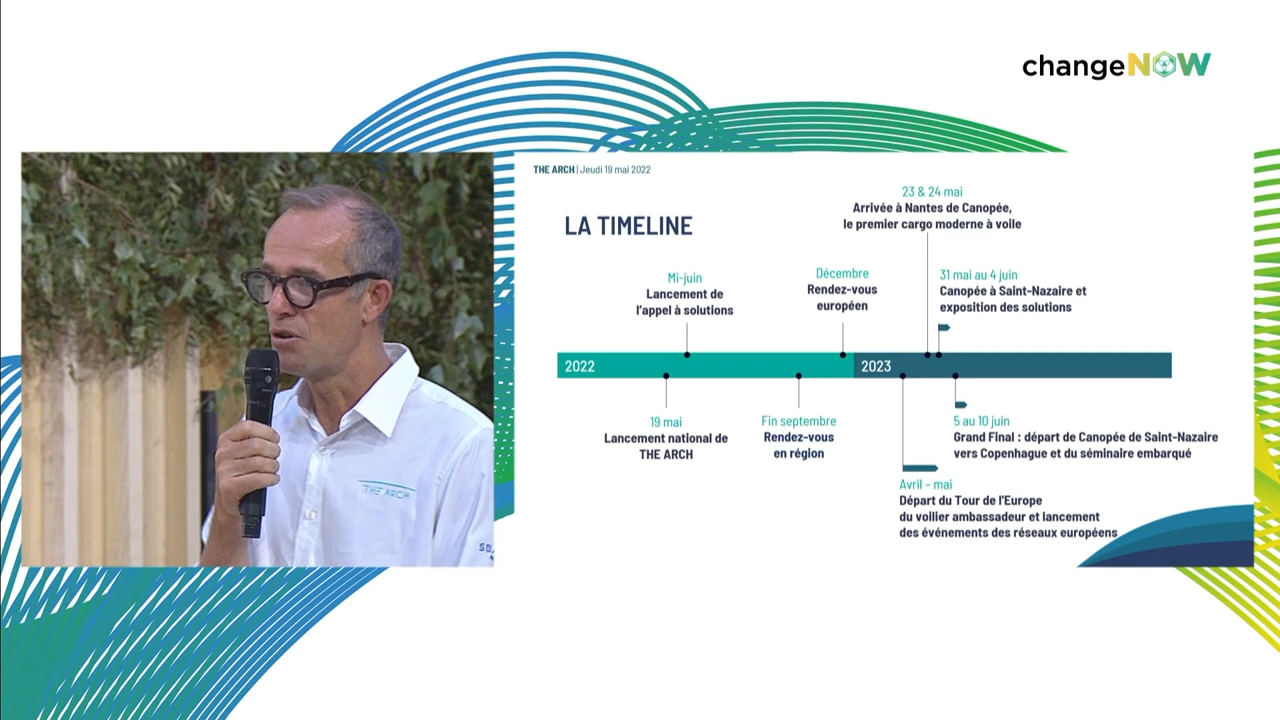 changeNOW
THE ARCH | Jeudi 19 mai 2022
LA TIMELINE
23 & 24 mai
Arrivée à Nantes de Canopée,
le premier cargo moderne à voile
Mi-juin
Lancement de
l'appel à solutions
Décembre
Rendez-vous
européen
31 mai au 4 juin
Canopée à Saint-Nazaire et
exposition des solutions
2022
2023
19 mai
Lancement national de
THE ARCH
Fin septembre
Rendez-vous
en région
5 au 10 juin
Grand Final : départ de Canopée de Saint-Nazaire
vers Copenhague et du séminaire embarqué
Avril – mai
Départ du Tour de l'Europe
du voilier ambassadeur et lancement
des événements des réseaux européens
THE ARCH